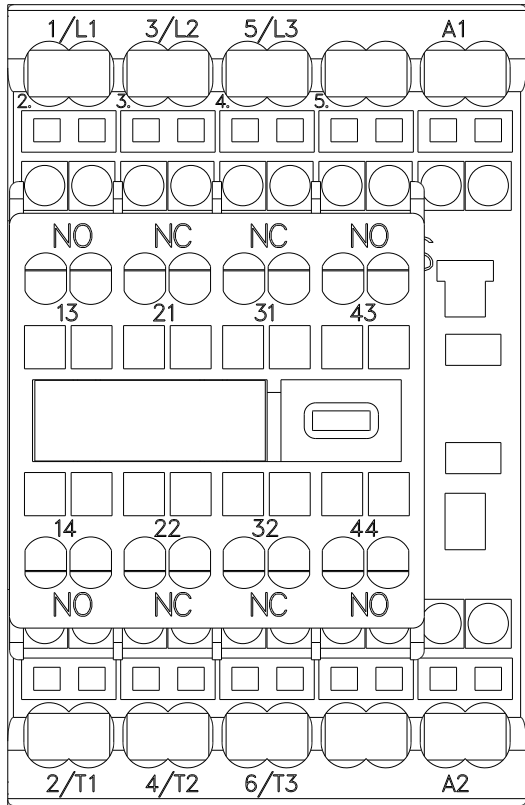 1/L1 3/L2 5/L3 A1
2. 3. 4. 5.
NO NC NC NO
13 21 31 43
14 22 32 44
NO NC NC NO
2/T1 4/T2 6/T3 A2